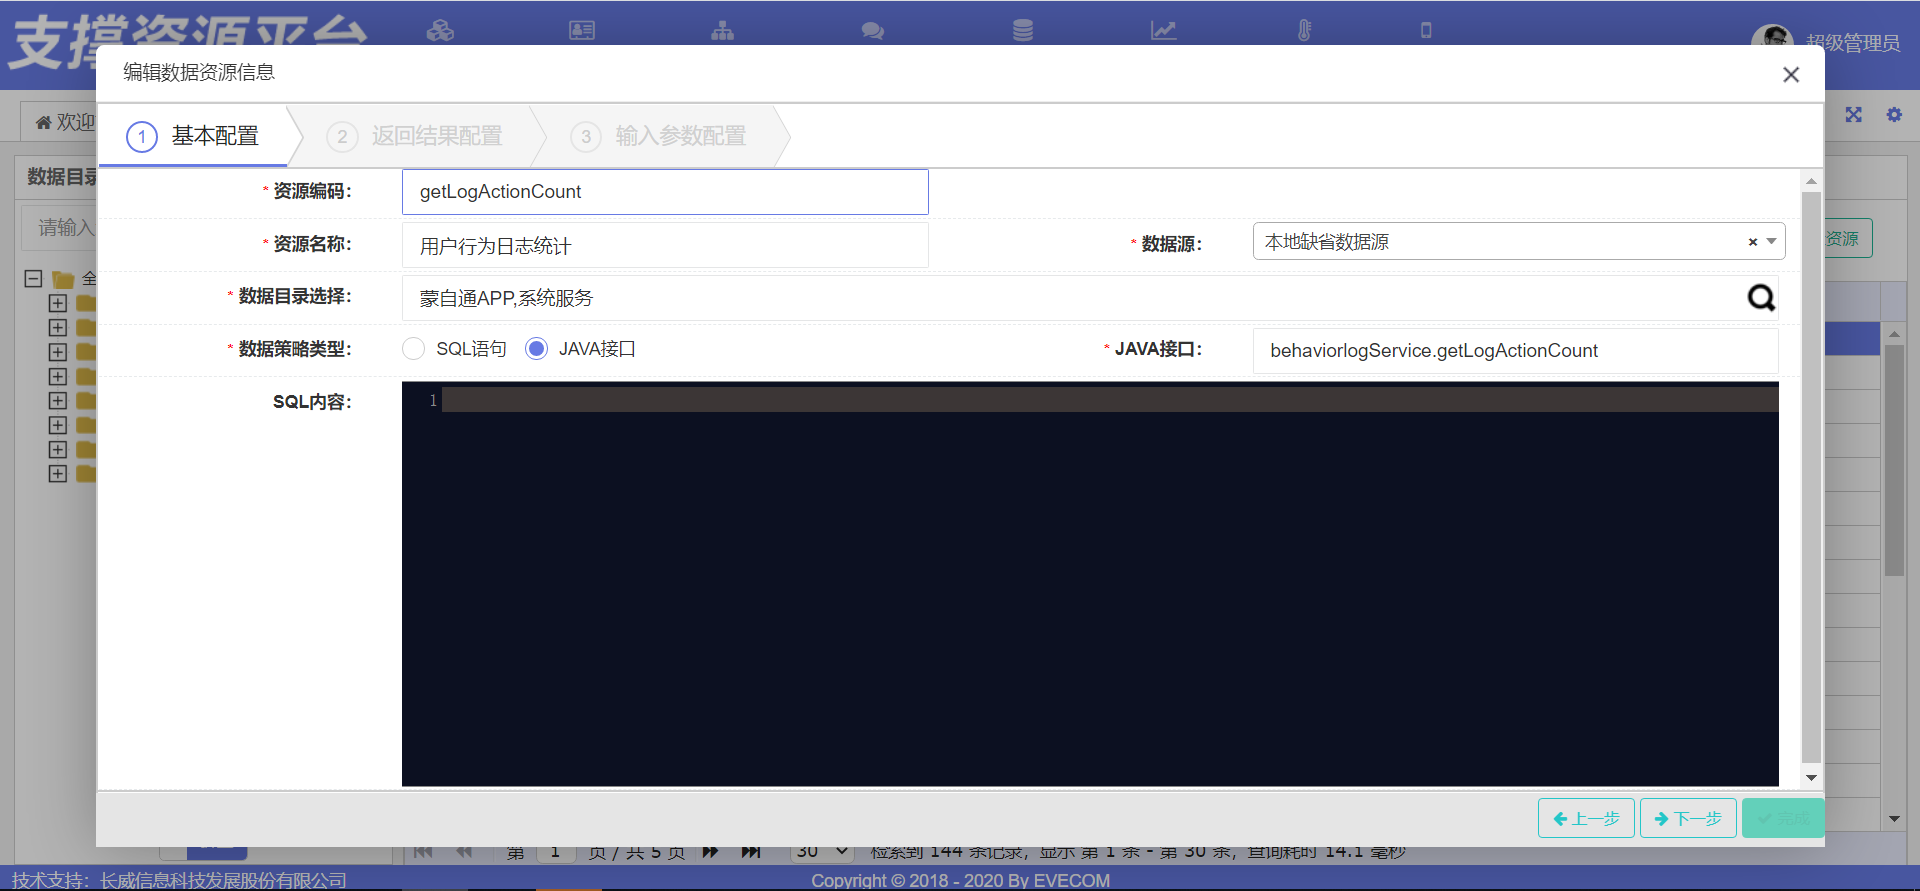 支撑资源平台
超级管理员
编辑数据资源信息
欢迎
1 基本配置
2 返回结果配置
3 输入参数配置
数据目录
* 资源编码：
getLogActionCount
请输入
* 资源名称：
用户行为日志统计
* 数据源：
本地缺省数据源
资源
全
* 数据目录选择：
蒙自通APP,系统服务
* 数据策略类型：
SQL语句
JAVA接口
* JAVA接口：
behaviorlogService.getLogActionCount
SQL内容：
1
上一步
下一步
完成
第 1 页 / 共 5 页
30
检索到 144 条记录，显示 第 1 条 - 第 30 条，查询耗时 14.1 毫秒
技术支持：长威信息科技发展股份有限公司
Copyright © 2018 - 2020 By EVECOM